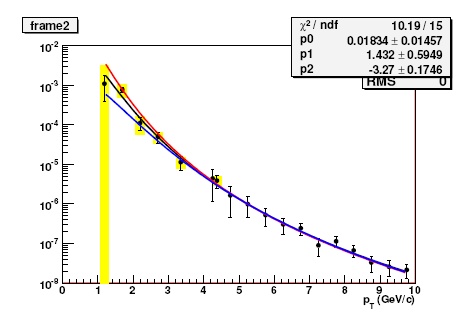 frame2
χ² / ndf 10.19 / 15
p0 0.01834 ± 0.01457
p1 1.432 ± 0.5949
p2 -3.27 ± 0.1746
RMS 0
10⁻²
10⁻³
10⁻⁴
10⁻⁵
10⁻⁶
10⁻⁷
10⁻⁸
10⁻⁹
0 1 2 3 4 5 6 7 8 9 10
p_T (GeV/c)